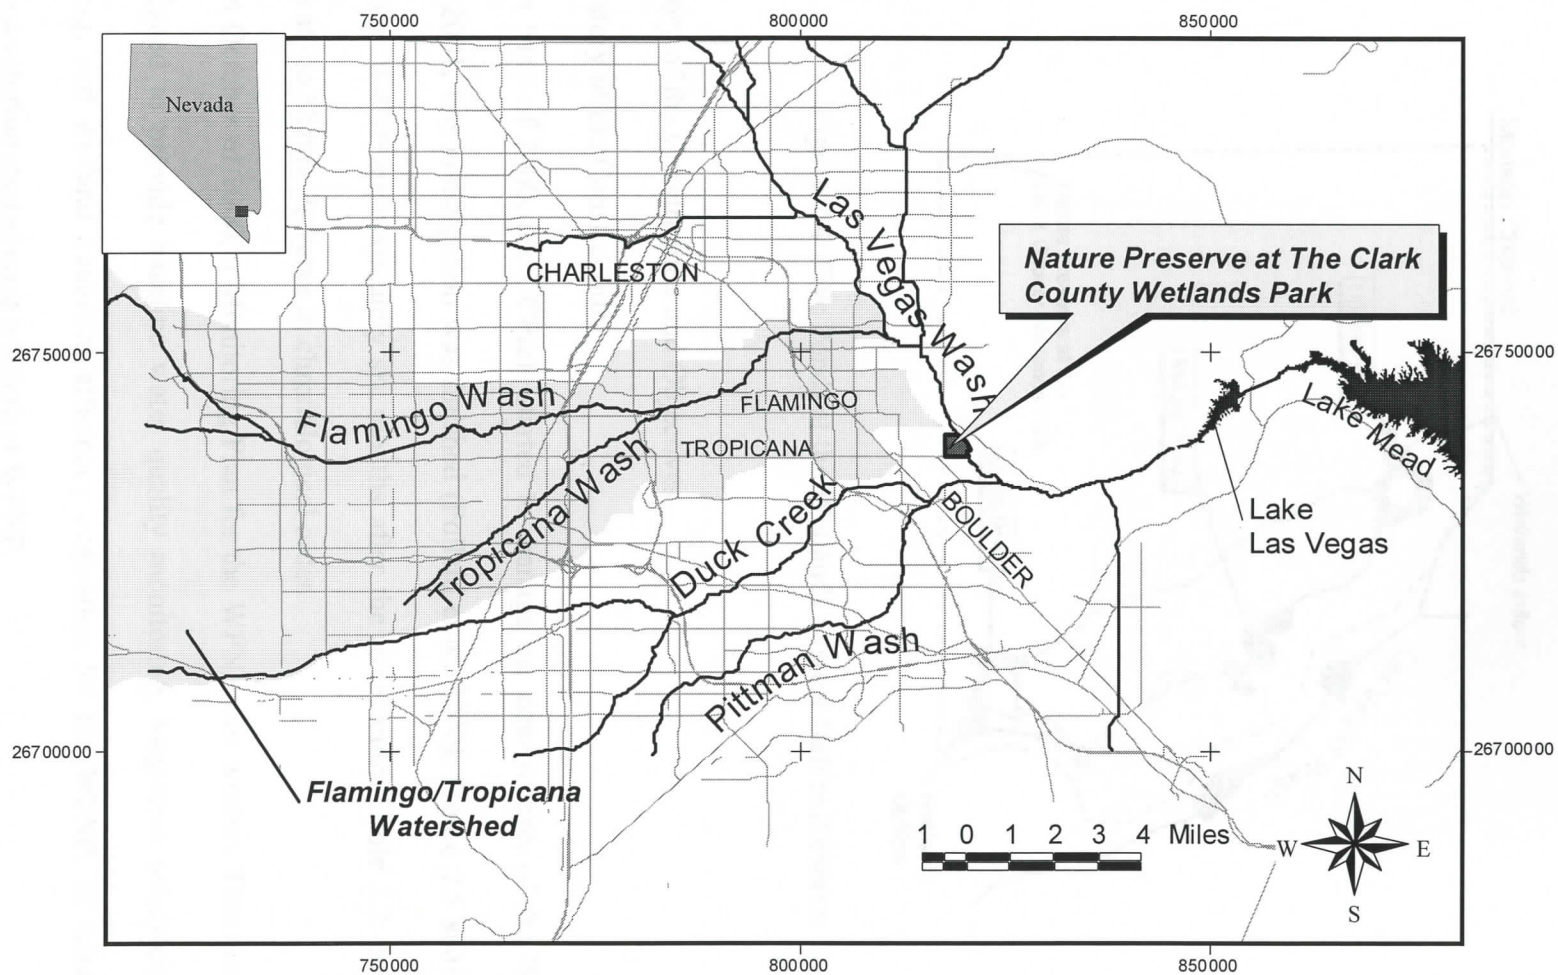 750000
800000
850000
Nevada
Las Vegas Wash
CHARLESTON
Nature Preserve at The Clark
County Wetlands Park
26750000
26750000
Flamingo Wash
FLAMINGO
Lake Mead
TROPICANA
Tropicana Wash
Duck Creek
BOULDER
Lake
Las Vegas
Pittman Wash
26700000
26700000
Flamingo/Tropicana
Watershed
1 0 1 2 3 4 Miles
N
W
E
S
750000
800000
850000